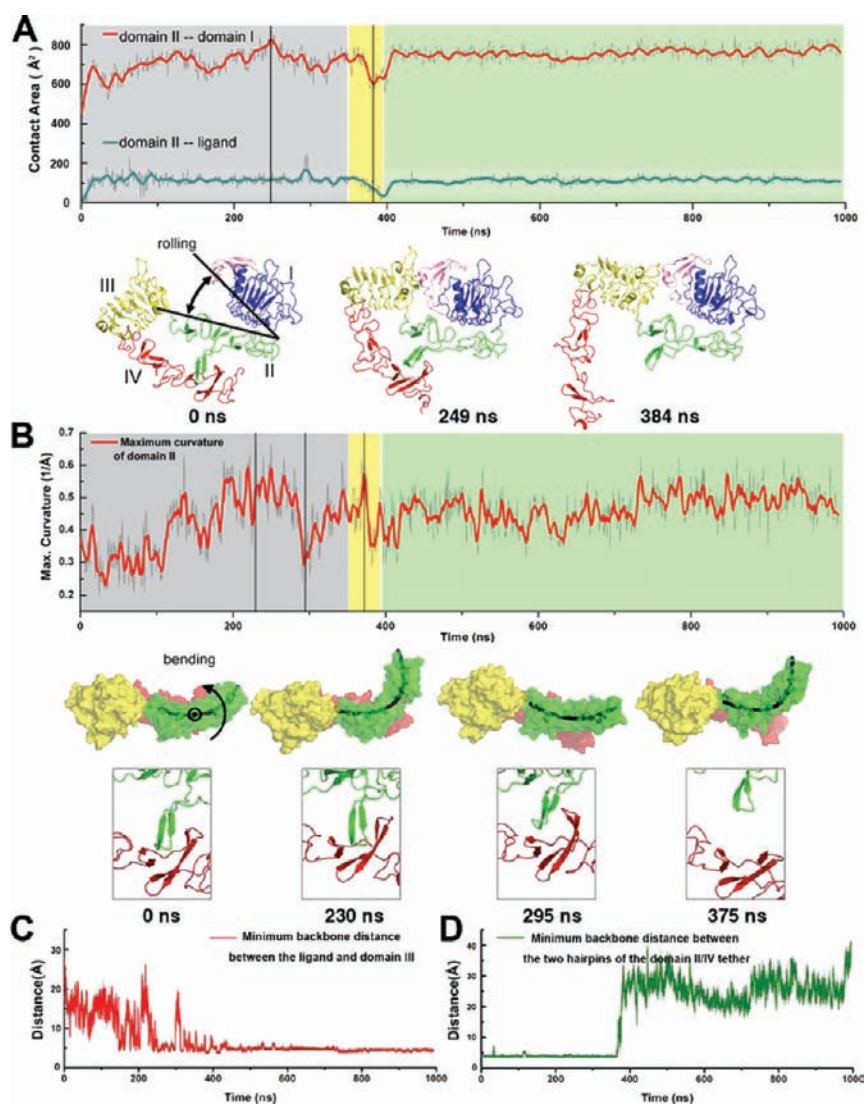 A
domain II -- domain I
domain II -- ligand
Contact Area ( Å²)
800
600
400
200
0
0 200 400 600 800 1000
Time (ns)
rolling
III
I
II
IV
0 ns 249 ns 384 ns
B
Maximum curvature
of domain II
Max. Curvature (1/Å)
0.7
0.6
0.5
0.4
0.3
0.2
0 200 400 600 800 1000
Time (ns)
bending
0 ns 230 ns 295 ns 375 ns
C
Minimum backbone distance
between the ligand and domain III
Distance(Å)
30
20
10
0
0 200 400 600 800 1000
Time (ns)
D
Minimum backbone distance between
the two hairpins of the domain II/IV tether
Distance(Å)
40
30
20
10
0
0 200 400 600 800 1000
Time (ns)